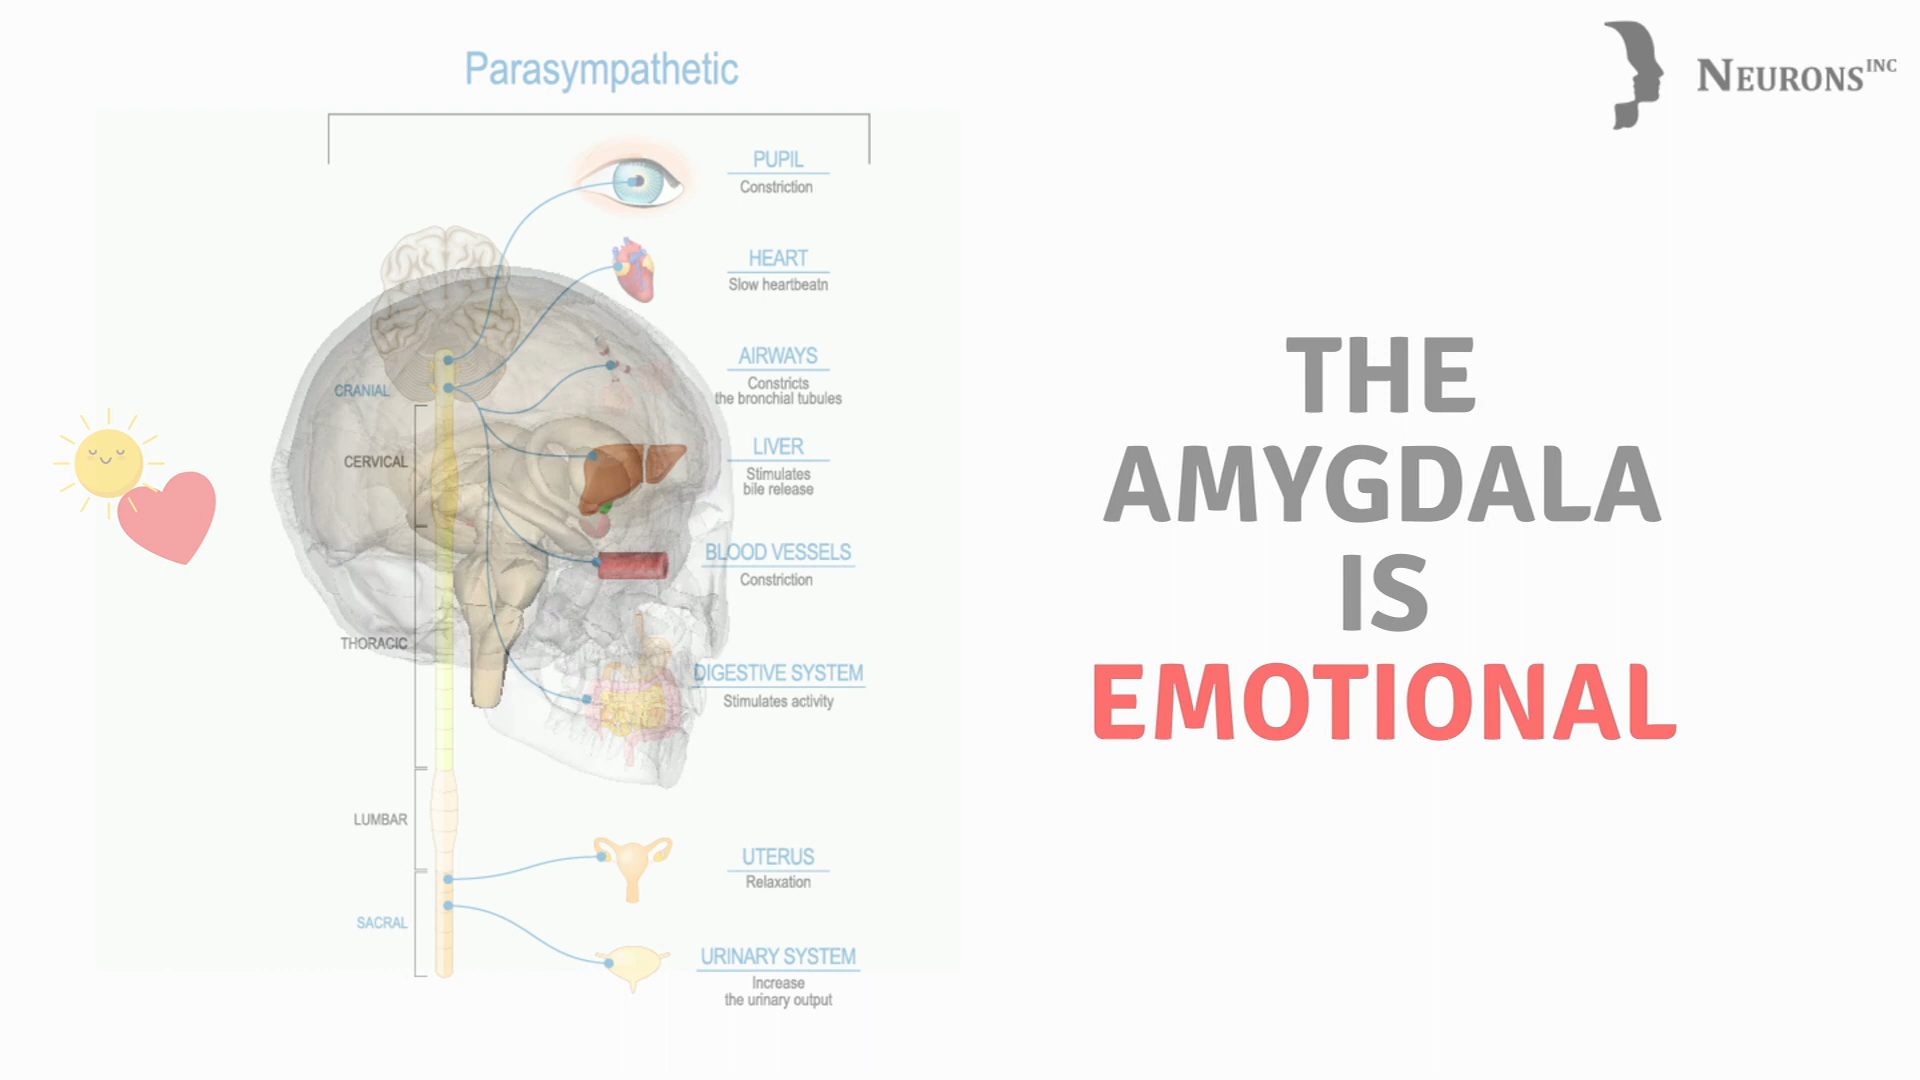 Parasympathetic
PUPIL
Constriction
HEART
Slow heartbeatn
AIRWAYS
Constricts
the bronchial tubules
LIVER
Stimulates
bile release
BLOOD VESSELS
Constriction
DIGESTIVE SYSTEM
Stimulates activity
UTERUS
Relaxation
URINARY SYSTEM
Increase
the urinary output
CRANIAL
CERVICAL
THORACIC
LUMBAR
SACRAL
NEURONS INC
THE
AMYGDALA
IS
EMOTIONAL